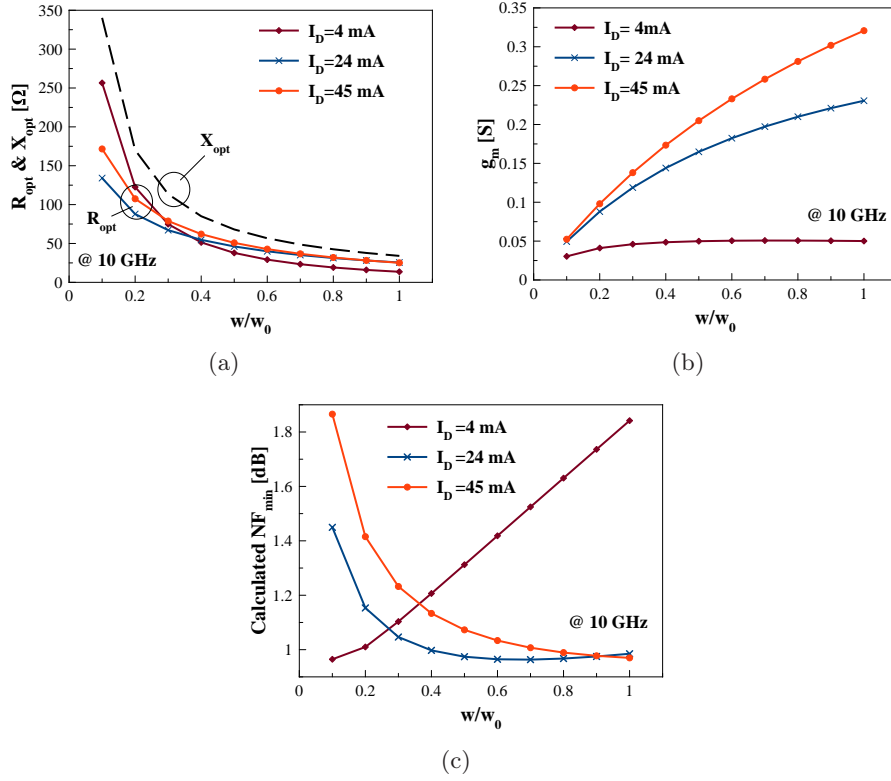 I_D=4 mA
I_D=24 mA
I_D=45 mA
X_opt
R_opt
@ 10 GHz
R_opt & X_opt [Ω]
350
300
250
200
150
100
50
0
0 0.2 0.4 0.6 0.8 1
w/w_0
(a)
I_D= 4mA
I_D= 24 mA
I_D= 45 mA
@ 10 GHz
g_m [S]
0.35
0.3
0.25
0.2
0.15
0.1
0.05
0
0 0.2 0.4 0.6 0.8 1
w/w_0
(b)
I_D =4 mA
I_D =24 mA
I_D =45 mA
@ 10 GHz
Calculated NF_min [dB]
1.8
1.6
1.4
1.2
1
0 0.2 0.4 0.6 0.8 1
w/w_0
(c)